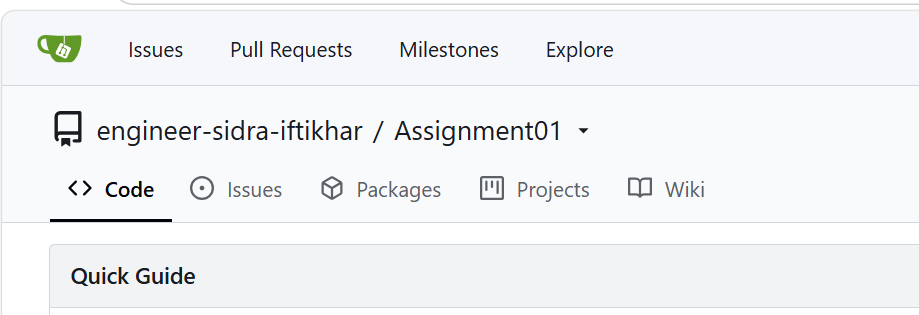 Issues Pull Requests Milestones Explore
engineer-sidra-iftikhar / Assignment01
Code Issues Packages Projects Wiki
Quick Guide